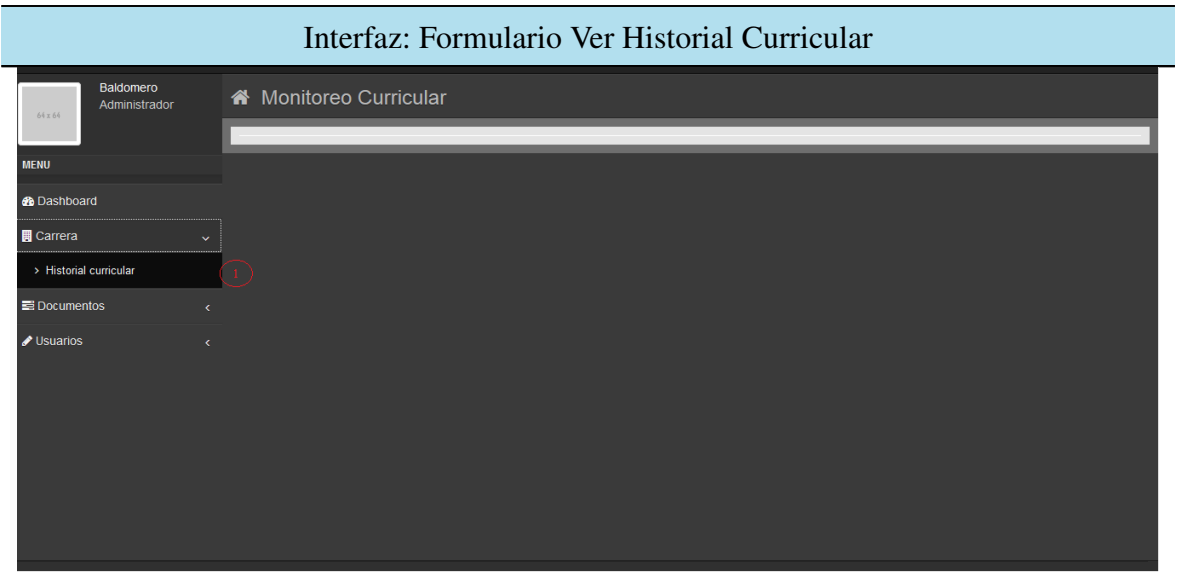 Interfaz: Formulario Ver Historial Curricular
64 x 64
Baldomero
Administrador
Monitoreo Curricular
MENU
Dashboard
Carrera
Historial curricular
1
Documentos
Usuarios